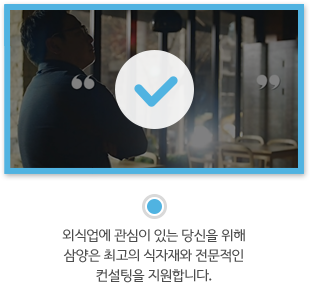 외식업에 관심이 있는 당신을 위해
삼양은 최고의 식자재와 전문적인
컨설팅을 지원합니다.